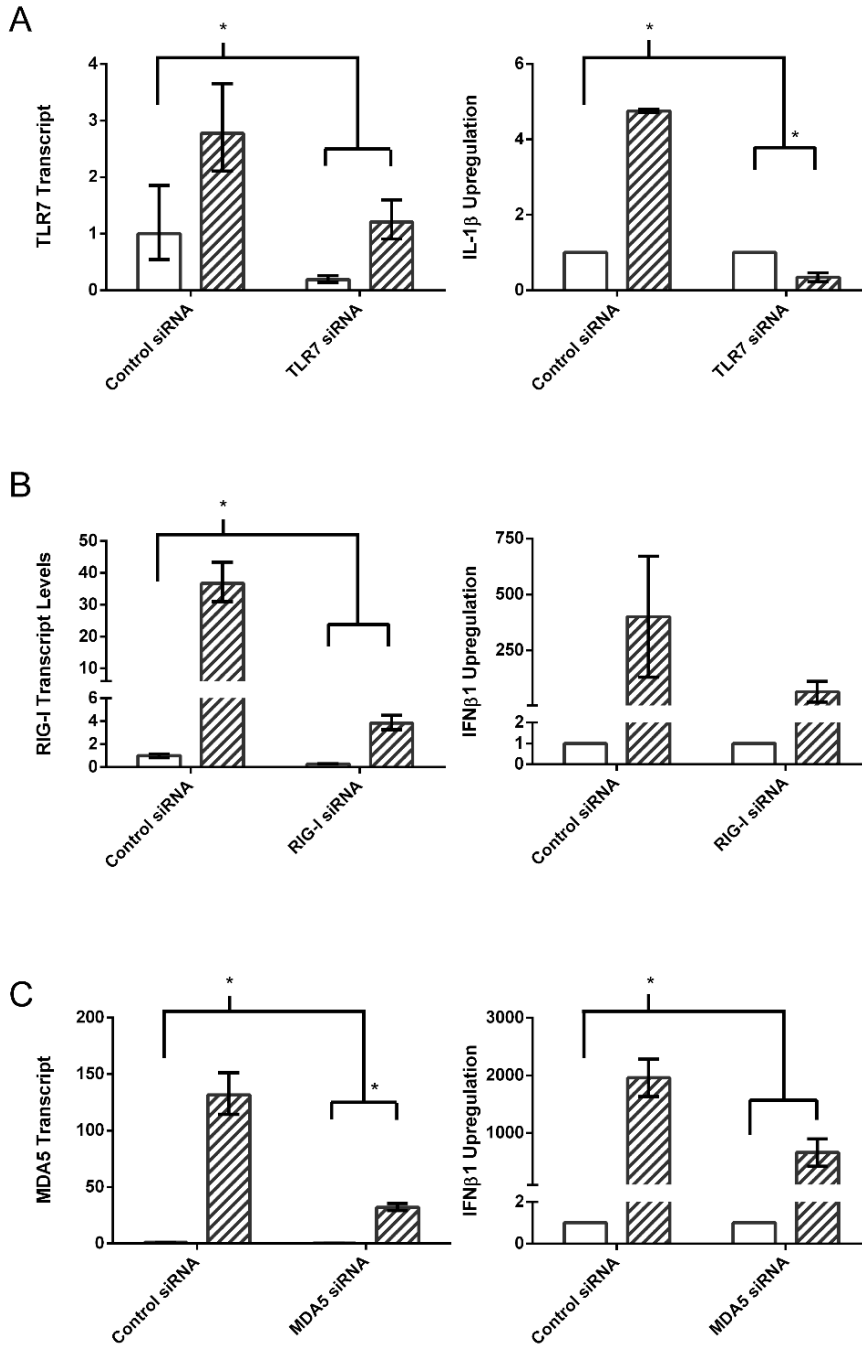 A
*
TLR7 Transcript
4
3
2
1
0
Control siRNA
TLR7 siRNA
*
*
IL-1β Upregulation
6
4
2
0
Control siRNA
TLR7 siRNA
B
*
RIG-I Transcript Levels
50
40
30
20
10
6
4
2
0
Control siRNA
RIG-I siRNA
IFNβ1 Upregulation
750
500
250
2
1
0
Control siRNA
RIG-I siRNA
C
*
*
MDA5 Transcript
200
150
100
50
0
Control siRNA
MDA5 siRNA
*
IFNβ1 Upregulation
3000
2000
1000
2
0
Control siRNA
MDA5 siRNA